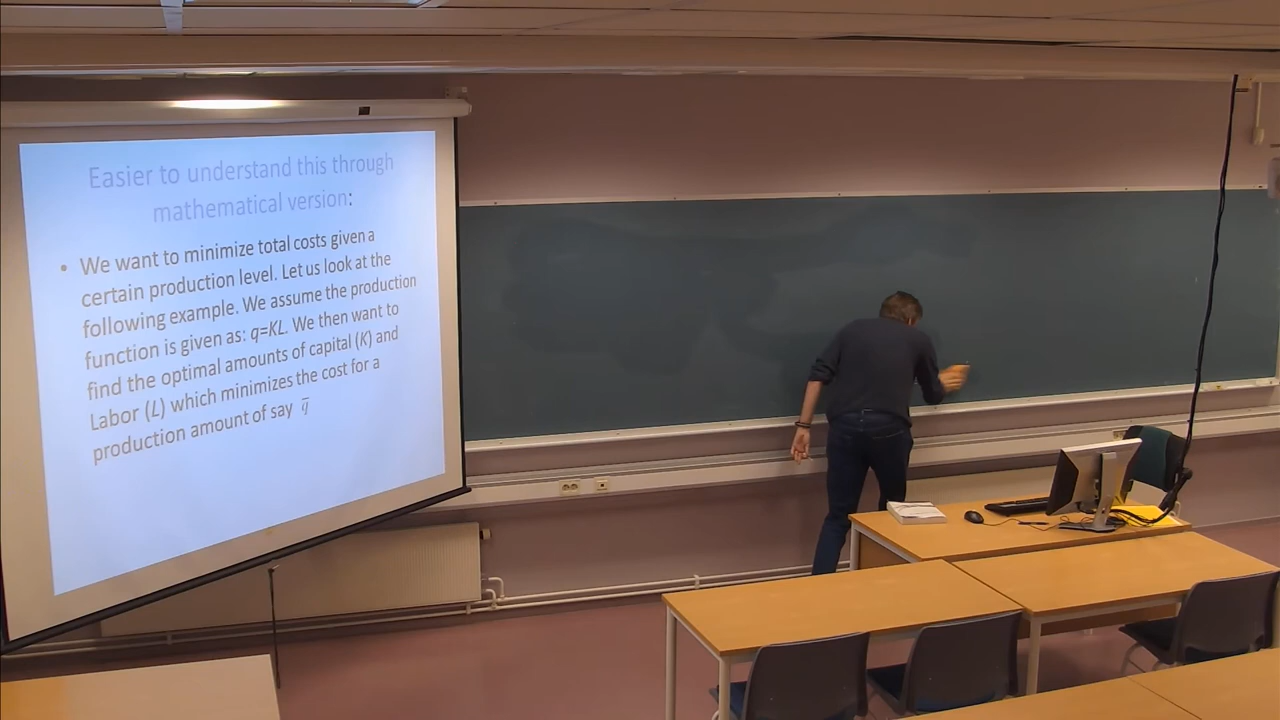 Easier to understand this through
mathematical version:
• We want to minimize total costs given a
certain production level. Let us look at the
following example. We assume the production
function is given as: q=KL. We then want to
find the optimal amounts of capital (K) and
Labor (L) which minimizes the cost for a
production amount of say q̅